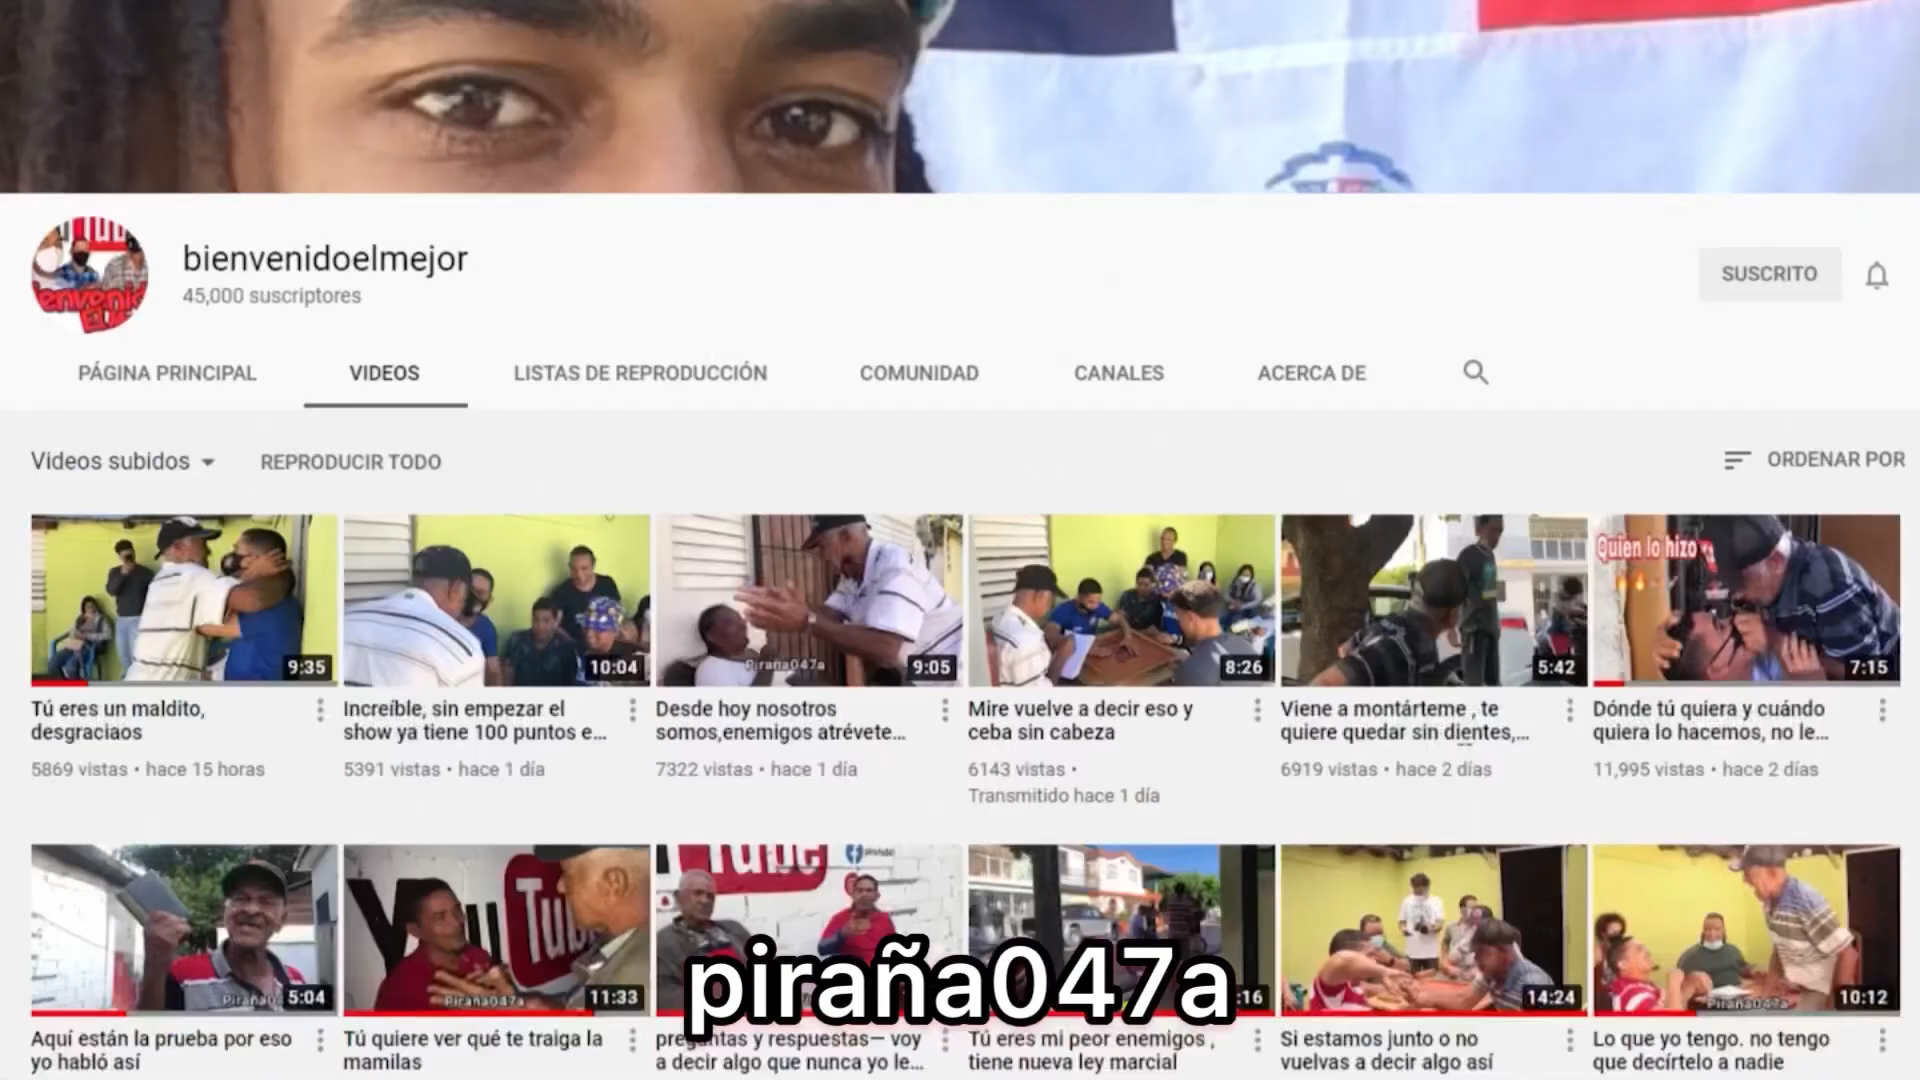 bienvenidoelmejor
45,000 suscriptores
SUSCRITO
PÁGINA PRINCIPAL
VIDEOS
LISTAS DE REPRODUCCIÓN
COMUNIDAD
CANALES
ACERCA DE
Videos subidos
REPRODUCIR TODO
ORDENAR POR
9:35
10:04
Piraña047a
9:05
8:26
5:42
Quien lo hizo
7:15
Tú eres un maldito,
desgraciaos
5869 vistas • hace 15 horas
Increíble, sin empezar el
show ya tiene 100 puntos e...
5391 vistas • hace 1 día
Desde hoy nosotros
somos,enemigos atrévete...
7322 vistas • hace 1 día
Mire vuelve a decir eso y
ceba sin cabeza
6143 vistas •
Transmitido hace 1 día
Viene a montárteme , te
quiere quedar sin dientes,...
6919 vistas • hace 2 días
Dónde tú quiera y cuándo
quiera lo hacemos, no le...
11,995 vistas • hace 2 días
5:04
YouTube
Piraña047a
11:33
Tube
:16
14:24
Piraña047a
10:12
piraña047a
Aquí están la prueba por eso
yo habló así
Tú quiere ver qué te traiga la
mamilas
preguntas y respuestas— voy
a decir algo que nunca yo le...
Tú eres mi peor enemigos ,
tiene nueva ley marcial
Si estamos junto o no
vuelvas a decir algo así
Lo que yo tengo. no tengo
que decírtelo a nadie